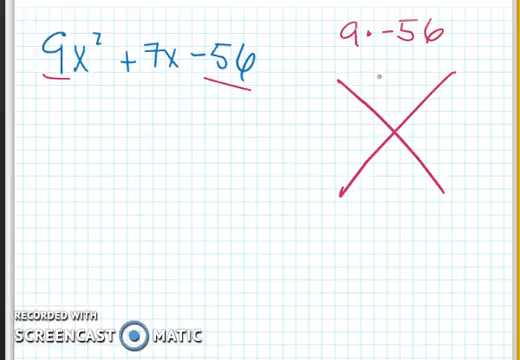 9x² + 7x - 56
9 · -56
RECORDED WITH
SCREENCAST MATIC